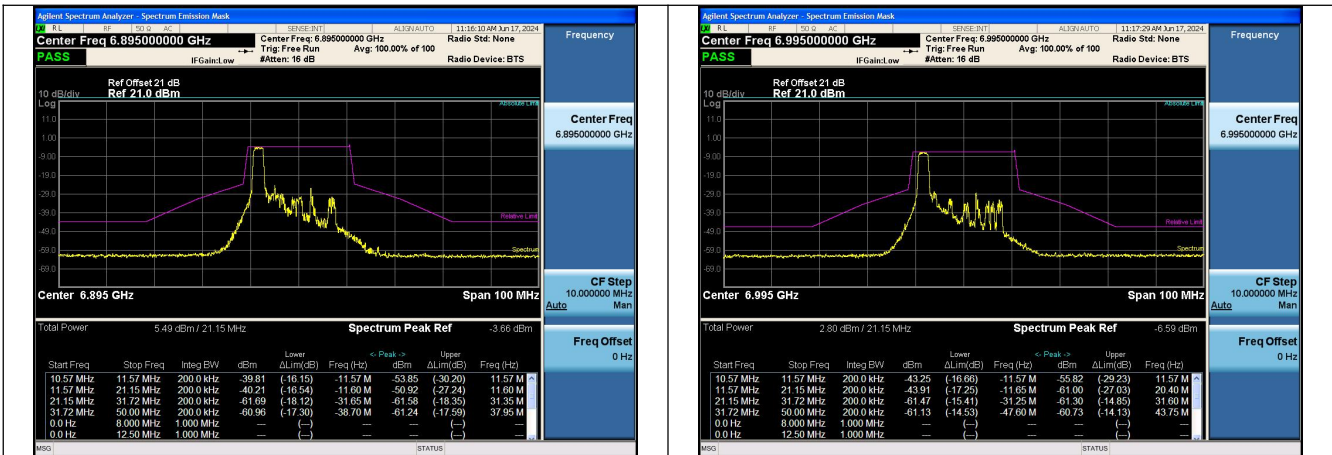 Agilent Spectrum Analyzer - Spectrum Emission Mask
RL RF 50 Ω AC SENSE:INT ALIGNAUTO 11:16:10 AM Jun 17, 2024
Center Freq 6.895000000 GHz
Center Freq: 6.895000000 GHz
Radio Std: None
Trig: Free Run Avg: 100.00% of 100
PASS
IFGain:Low
#Atten: 16 dB
Radio Device: BTS
Ref Offset 21 dB
10 dB/div Ref 21.0 dBm
Log
Absolute Limit
11.0
1.00
-9.00
-19.0
-29.0
-39.0
Relative Limit
-49.0
-59.0
Spectrum
-69.0
Center 6.895 GHz Span 100 MHz
Total Power 5.49 dBm / 21.15 MHz Spectrum Peak Ref -3.66 dBm
Lower <- Peak -> Upper
Start Freq Stop Freq Integ BW dBm ΔLim(dB) Freq (Hz) dBm ΔLim(dB) Freq (Hz)
10.57 MHz 11.57 MHz 200.0 kHz -39.81 (-16.15) -11.57 M -53.85 (-30.20) 11.57 M
11.57 MHz 21.15 MHz 200.0 kHz -40.21 (-16.54) -11.60 M -50.92 (-27.24) 11.60 M
21.15 MHz 31.72 MHz 200.0 kHz -61.69 (-18.12) -31.65 M -61.58 (-18.35) 31.35 M
31.72 MHz 50.00 MHz 200.0 kHz -60.96 (-17.30) -38.70 M -61.24 (-17.59) 37.95 M
0.0 Hz 8.000 MHz 1.000 MHz --- (---) --- (---)
0.0 Hz 12.50 MHz 1.000 MHz --- (---) --- (---)
MSG STATUS
Frequency
Center Freq
6.895000000 GHz
CF Step
10.000000 MHz
Auto Man
Freq Offset
0 Hz
Agilent Spectrum Analyzer - Spectrum Emission Mask
RL RF 50 Ω AC SENSE:INT ALIGNAUTO 11:17:29 AM Jun 17, 2024
Center Freq 6.995000000 GHz
Center Freq: 6.995000000 GHz
Radio Std: None
Trig: Free Run Avg: 100.00% of 100
PASS
IFGain:Low
#Atten: 16 dB
Radio Device: BTS
Ref Offset 21 dB
10 dB/div Ref 21.0 dBm
Log
Absolute Limit
11.0
1.00
-9.00
-19.0
-29.0
-39.0
Relative Limit
-49.0
-59.0
Spectrum
-69.0
Center 6.995 GHz Span 100 MHz
Total Power 2.80 dBm / 21.15 MHz Spectrum Peak Ref -6.59 dBm
Lower <- Peak -> Upper
Start Freq Stop Freq Integ BW dBm ΔLim(dB) Freq (Hz) dBm ΔLim(dB) Freq (Hz)
10.57 MHz 11.57 MHz 200.0 kHz -43.25 (-16.66) -11.57 M -55.82 (-29.23) 11.57 M
11.57 MHz 21.15 MHz 200.0 kHz -43.91 (-17.25) -11.65 M -61.00 (-27.03) 20.40 M
21.15 MHz 31.72 MHz 200.0 kHz -61.47 (-15.41) -31.25 M -61.30 (-14.85) 31.60 M
31.72 MHz 50.00 MHz 200.0 kHz -61.13 (-14.53) -47.60 M -60.73 (-14.13) 43.75 M
0.0 Hz 8.000 MHz 1.000 MHz --- (---) --- (---)
0.0 Hz 12.50 MHz 1.000 MHz --- (---) --- (---)
MSG STATUS
Frequency
Center Freq
6.995000000 GHz
CF Step
10.000000 MHz
Auto Man
Freq Offset
0 Hz